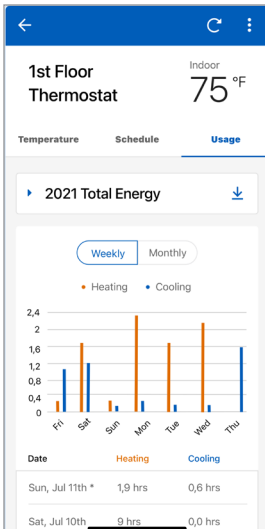 Indoor
1st Floor
Thermostat
75 °F
Temperature Schedule Usage
2021 Total Energy
Weekly Monthly
Heating Cooling
2,4
2
1,6
1,2
0,8
0,4
0
Fri Sat Sun Mon Tue Wed Thu
Date Heating Cooling
Sun, Jul 11th * 1,9 hrs 0,6 hrs
Sat, Jul 10th 9 hrs 0,0 hrs